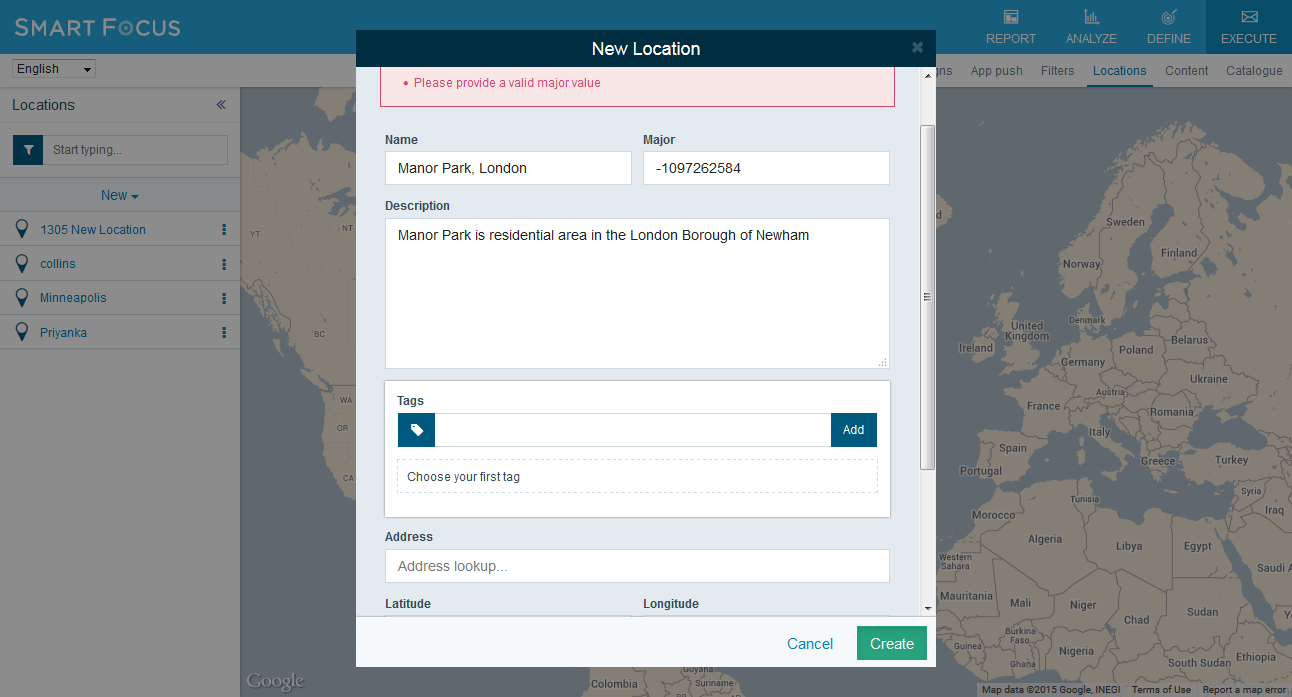 SMART FOCUS
REPORT
ANALYZE
DEFINE
EXECUTE
New Location
English
App push
Filters
Locations
Content
Catalogue
Locations
Start typing...
New
1305 New Location
collins
Minneapolis
Priyanka
• Please provide a valid major value
Name
Major
Manor Park, London
-1097262584
Description
Manor Park is residential area in the London Borough of Newham
Tags
Add
Choose your first tag
Address
Address lookup...
Latitude
Longitude
Cancel
Create
YT
NT
BC
WA
OR
CA
Sweden
Finland
Norway
United
Kingdom
Denmark
Ireland
Belarus
Poland
Germany
Ukraine
Austria
France
Romania
Italy
Spain
Greece
Turkey
Portugal
Syria
Tunisia
Iraq
Morocco
Algeria
Libya
Egypt
Western
Sahara
Saudi A
Mauritania
Mali
Niger
Chad
Sudan
Burkina
Faso
Guinea
Nigeria
Ghana
South Sudan
Ethiopia
Guyana
Colombia
Suriname
Google
Map data ©2015 Google, INEGI
Terms of Use
Report a map error